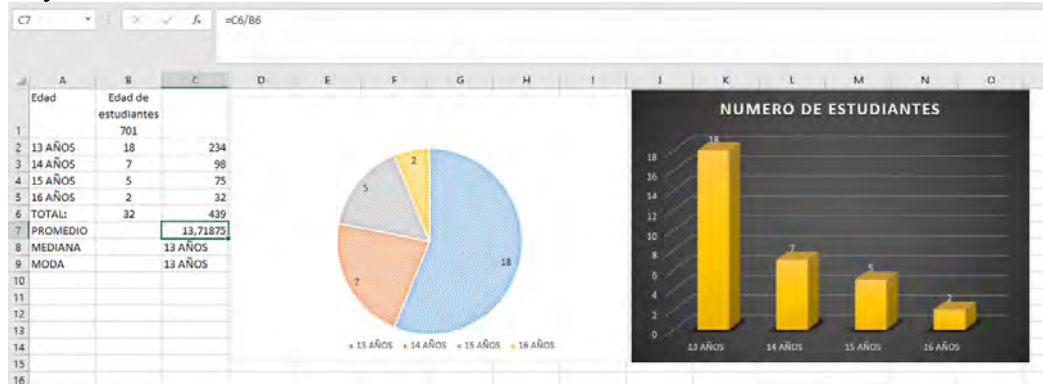 C7 fx =C6/B6
A B C D E F G H I J K L M N O
Edad Edad de
estudiantes
1 701
2 13 AÑOS 18 234
3 14 AÑOS 7 98
4 15 AÑOS 5 75
5 16 AÑOS 2 32
6 TOTAL: 32 439
7 PROMEDIO 13,71875
8 MEDIANA 13 AÑOS
9 MODA 13 AÑOS
10
11
12
13
14
15
16
2
5
18
7
13 AÑOS 14 AÑOS 15 AÑOS 16 AÑOS
NUMERO DE ESTUDIANTES
18
18
16
14
12
10
8
6
4
2
0
7
5
2
13 AÑOS 14 AÑOS 15 AÑOS 16 AÑOS